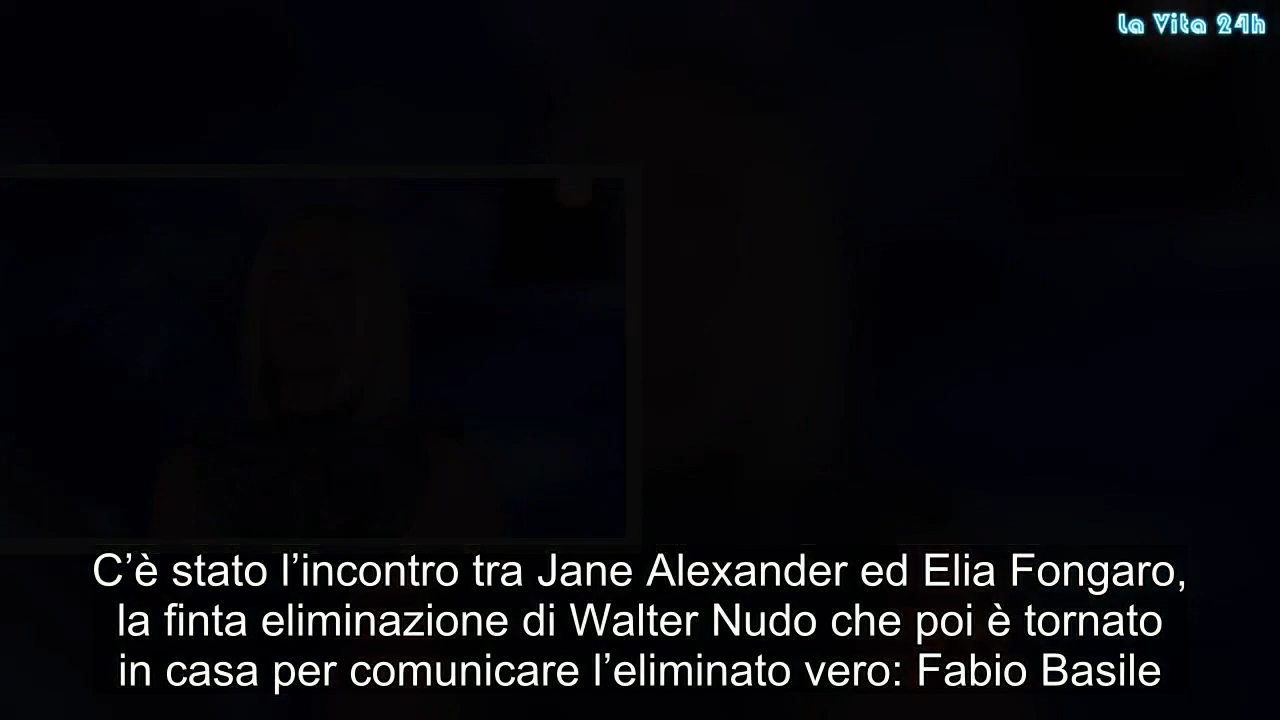 la Vita 24h
C’è stato l’incontro tra Jane Alexander ed Elia Fongaro,
la finta eliminazione di Walter Nudo che poi è tornato
in casa per comunicare l’eliminato vero: Fabio Basile